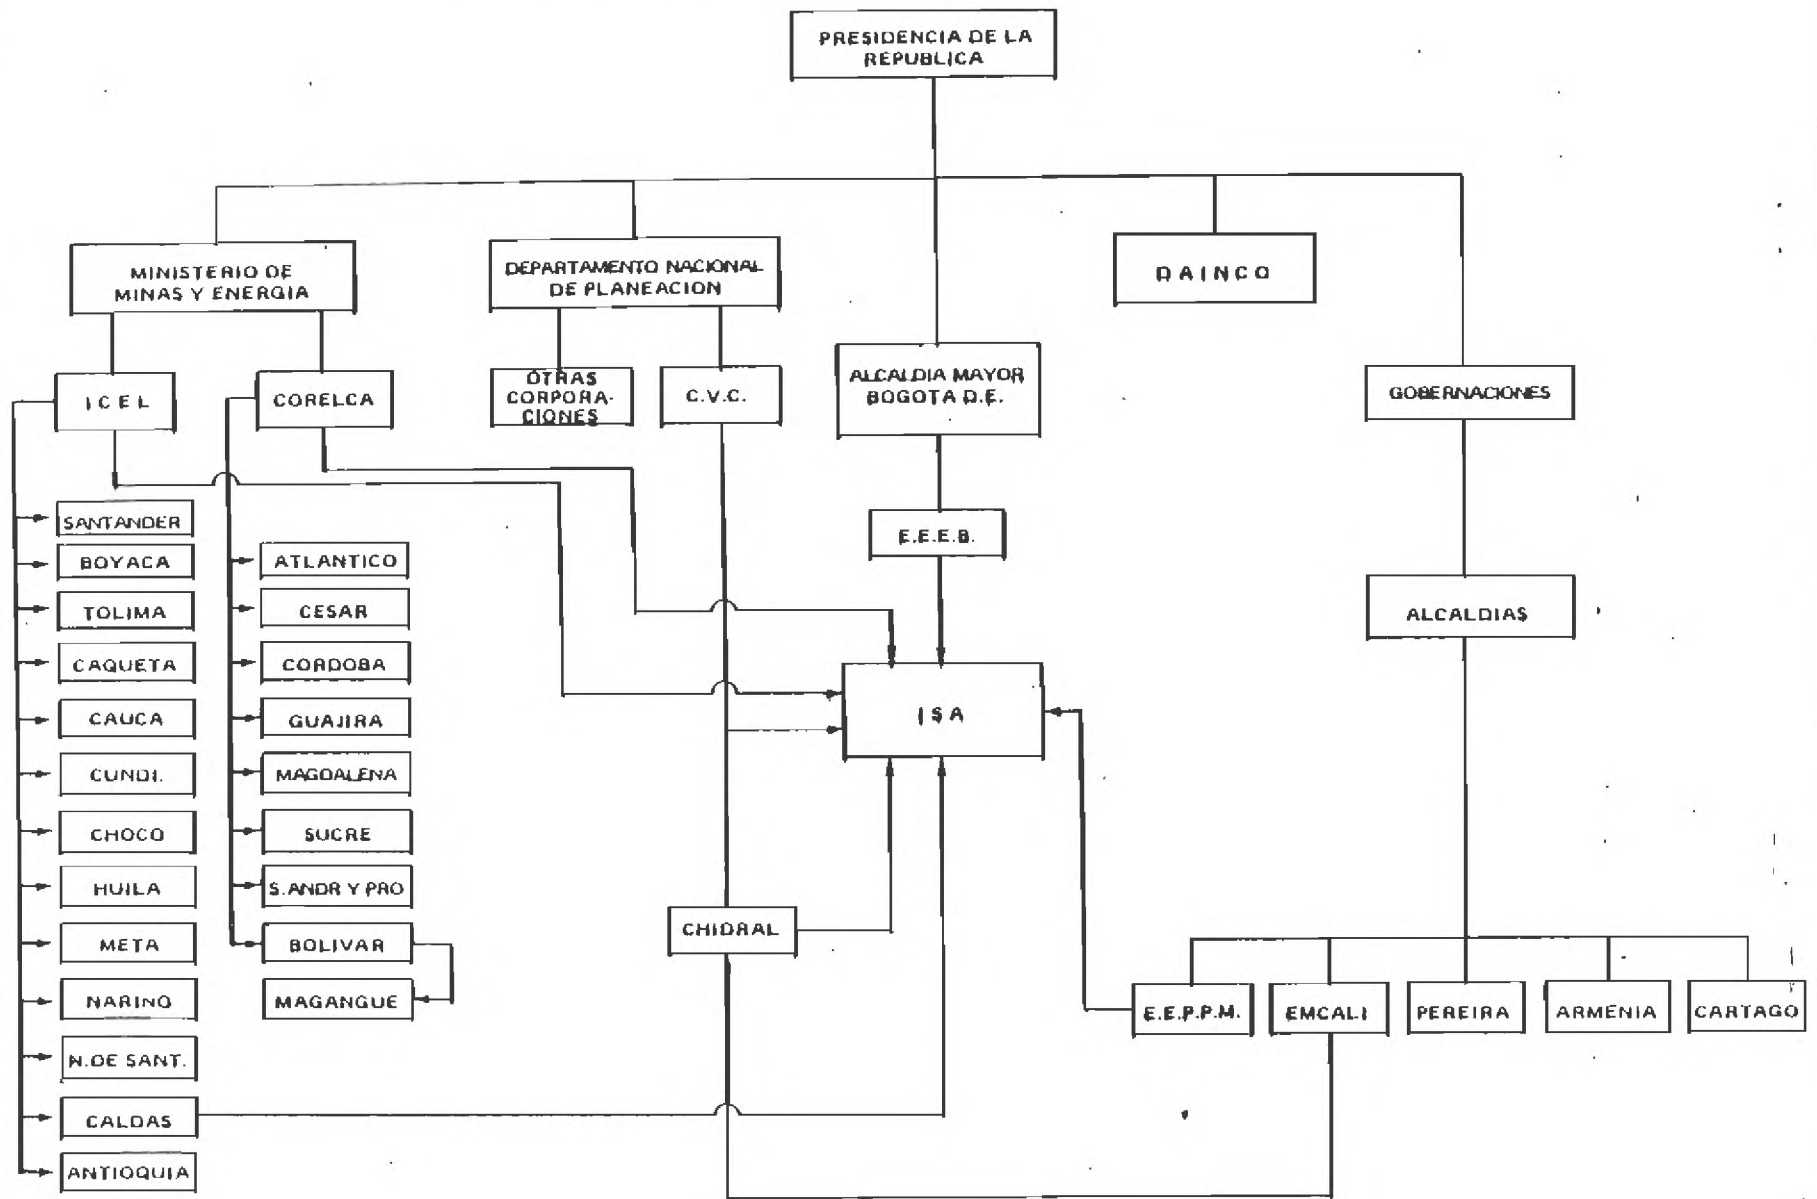 PRESIDENCIA DE LA
REPUBLICA
MINISTERIO DE
MINAS Y ENERGIA
DEPARTAMENTO NACIONAL
DE PLANEACION
DAINCO
ICEL
CORELCA
OTRAS
CORPORA-
CIONES
C.V.C.
ALCALDIA MAYOR
BOGOTA D.E.
GOBERNACIONES
SANTANDER
BOYACA
TOLIMA
CAQUETA
CAUCA
CUNDI.
CHOCO
HUILA
META
NARINO
N.DE SANT.
CALDAS
ANTIOQUIA
ATLANTICO
CESAR
CORDOBA
GUAJIRA
MAGDALENA
SUCRE
S.ANDR Y PRO
BOLIVAR
MAGANGUE
E.E.E.B.
ALCALDIAS
ISA
CHIDRAL
E.E.P.P.M.
EMCALI
PEREIRA
ARMENIA
CARTAGO